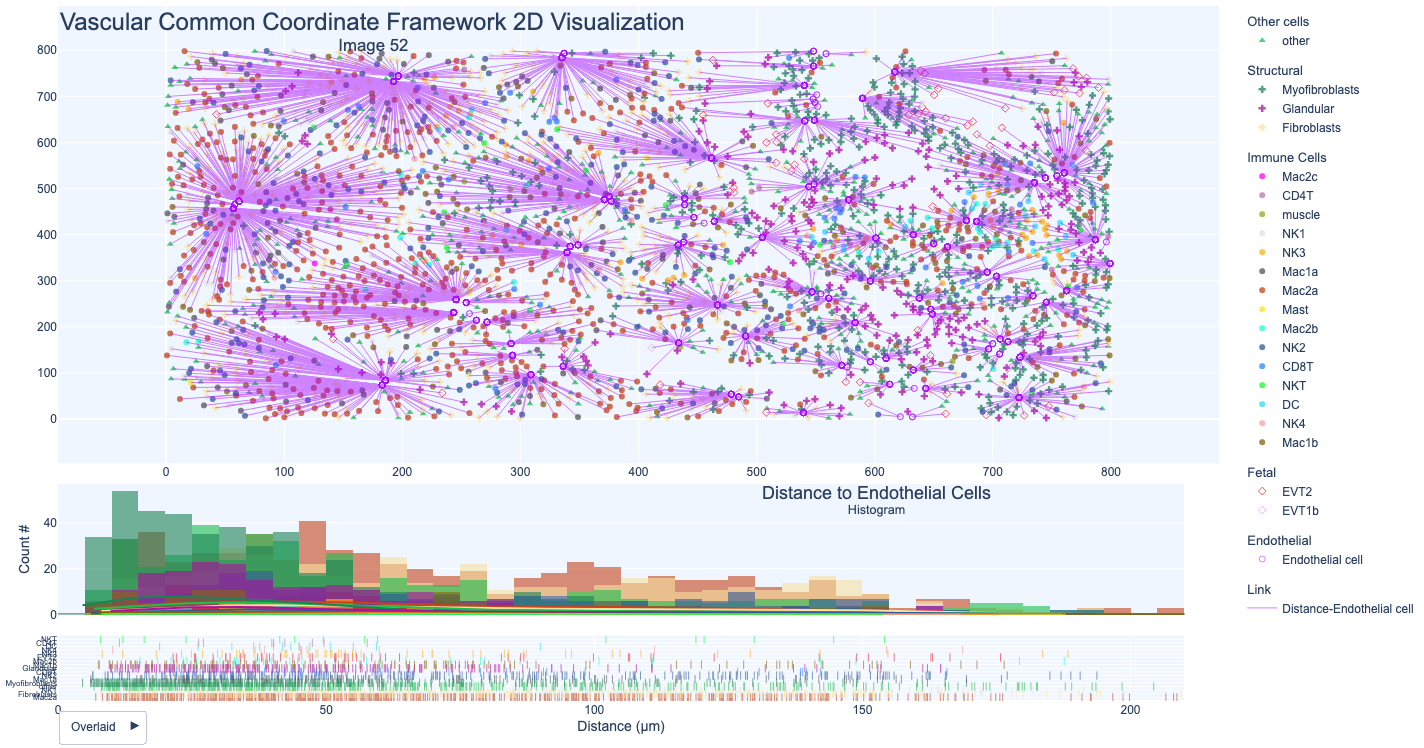 Vascular Common Coordinate Framework 2D Visualization
Image 52
800
700
600
500
400
300
200
100
0
0 100 200 300 400 500 600 700 800
Other cells
other
Structural
Myofibroblasts
Glandular
Fibroblasts
Immune Cells
Mac2c
CD4T
muscle
NK1
NK3
Mac1a
Mac2a
Mast
Mac2b
NK2
CD8T
NKT
DC
NK4
Mac1b
Fetal
EVT2
EVT1b
Endothelial
Endothelial cell
Link
Distance-Endothelial cell
Distance to Endothelial Cells
Histogram
Count #
40
20
0
NKT
Glandular
Myofibroblasts
Fibroblasts
0 50 100 150 200
Distance (μm)
Overlaid ▶